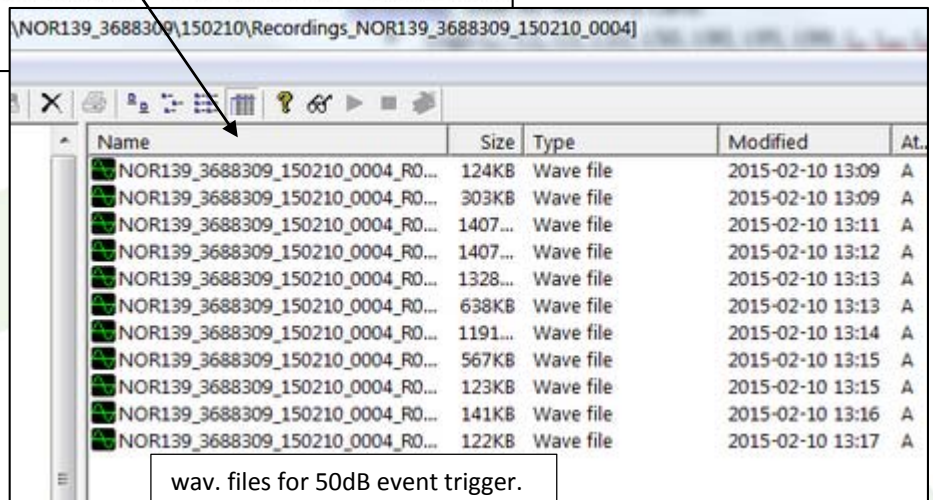 \NOR139_3688309\150210\Recordings_NOR139_3688309_150210_0004]
Name Size Type Modified At..
NOR139_3688309_150210_0004_R0... 124KB Wave file 2015-02-10 13:09 A
NOR139_3688309_150210_0004_R0... 303KB Wave file 2015-02-10 13:09 A
NOR139_3688309_150210_0004_R0... 1407... Wave file 2015-02-10 13:11 A
NOR139_3688309_150210_0004_R0... 1407... Wave file 2015-02-10 13:12 A
NOR139_3688309_150210_0004_R0... 1328... Wave file 2015-02-10 13:13 A
NOR139_3688309_150210_0004_R0... 638KB Wave file 2015-02-10 13:13 A
NOR139_3688309_150210_0004_R0... 1191... Wave file 2015-02-10 13:14 A
NOR139_3688309_150210_0004_R0... 567KB Wave file 2015-02-10 13:15 A
NOR139_3688309_150210_0004_R0... 123KB Wave file 2015-02-10 13:15 A
NOR139_3688309_150210_0004_R0... 141KB Wave file 2015-02-10 13:16 A
NOR139_3688309_150210_0004_R0... 122KB Wave file 2015-02-10 13:17 A
wav. files for 50dB event trigger.